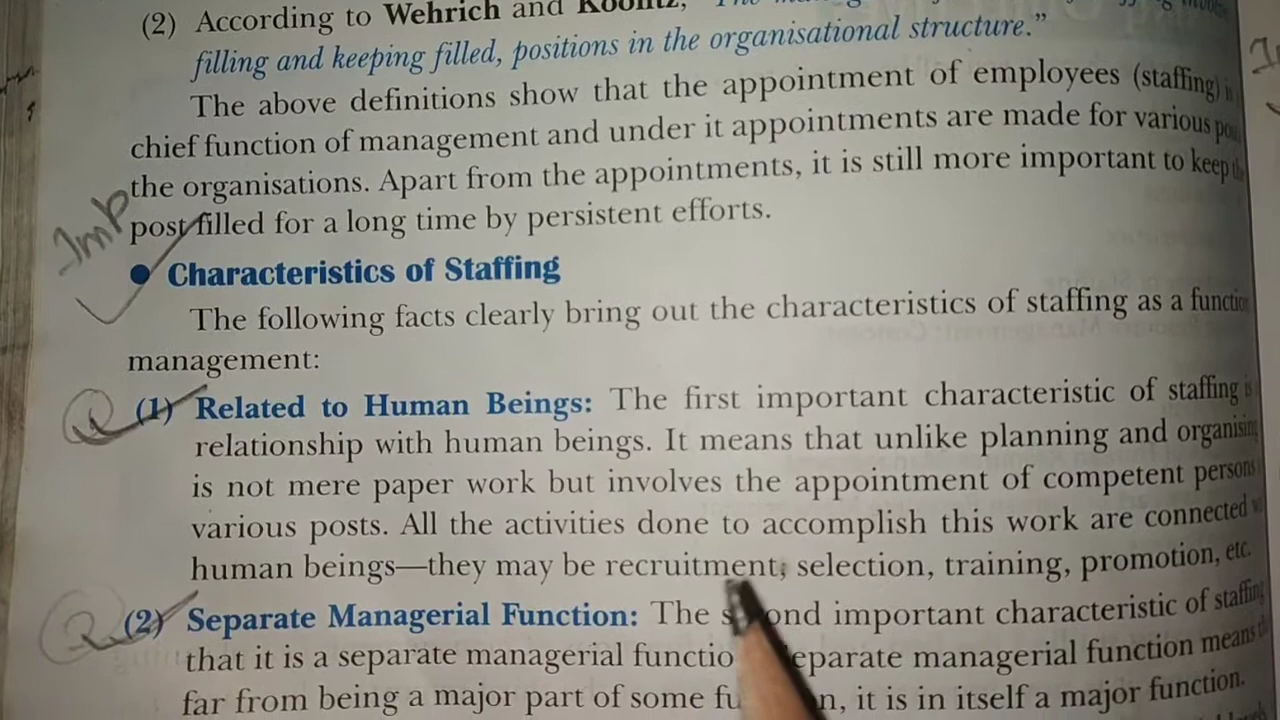 (2) According to Wehrich and Koontz, "The
filling and keeping filled, positions in the organisational structure."
The above definitions show that the appointment of employees (staffing) is
chief function of management and under it appointments are made for various
the organisations. Apart from the appointments, it is still more important to keep
post filled for a long time by persistent efforts.
Imp
● Characteristics of Staffing
The following facts clearly bring out the characteristics of staffing as a
management:
Q (1) Related to Human Beings: The first important characteristic of staffing is
relationship with human beings. It means that unlike planning and
is not mere paper work but involves the appointment of competent persons
various posts. All the activities done to accomplish this work are connected
human beings—they may be recruitment, selection, training, promotion, etc.
Q (2) Separate Managerial Function: The important characteristic of
that it is a separate managerial managerial function means
far from being a major part of some it is in itself a major function.